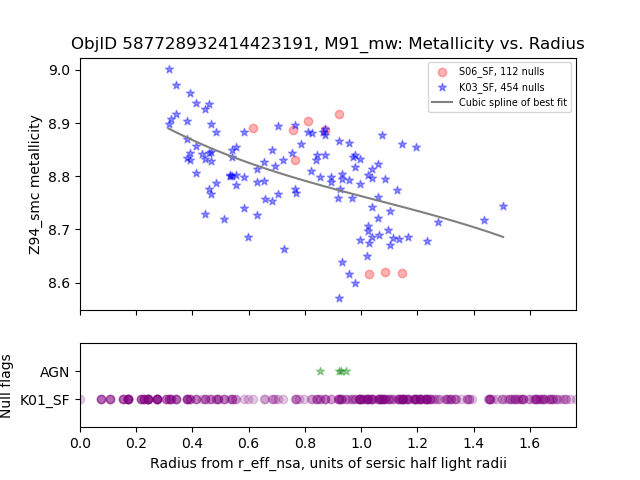 ObjID 587728932414423191, M91_mw: Metallicity vs. Radius
Z94_smc metallicity
9.0
8.9
8.8
8.7
8.6
S06_SF, 112 nulls
K03_SF, 454 nulls
Cubic spline of best fit
Null flags
AGN
K01_SF
0.0 0.2 0.4 0.6 0.8 1.0 1.2 1.4 1.6
Radius from r_eff_nsa, units of sersic half light radii